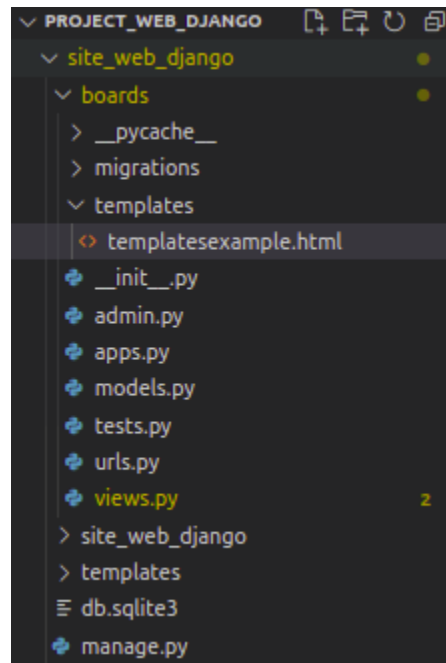 PROJECT_WEB_DJANGO
site_web_django
boards
__pycache__
migrations
templates
<> templatesexample.html
__init__.py
admin.py
apps.py
models.py
tests.py
urls.py
views.py 2
site_web_django
templates
db.sqlite3
manage.py